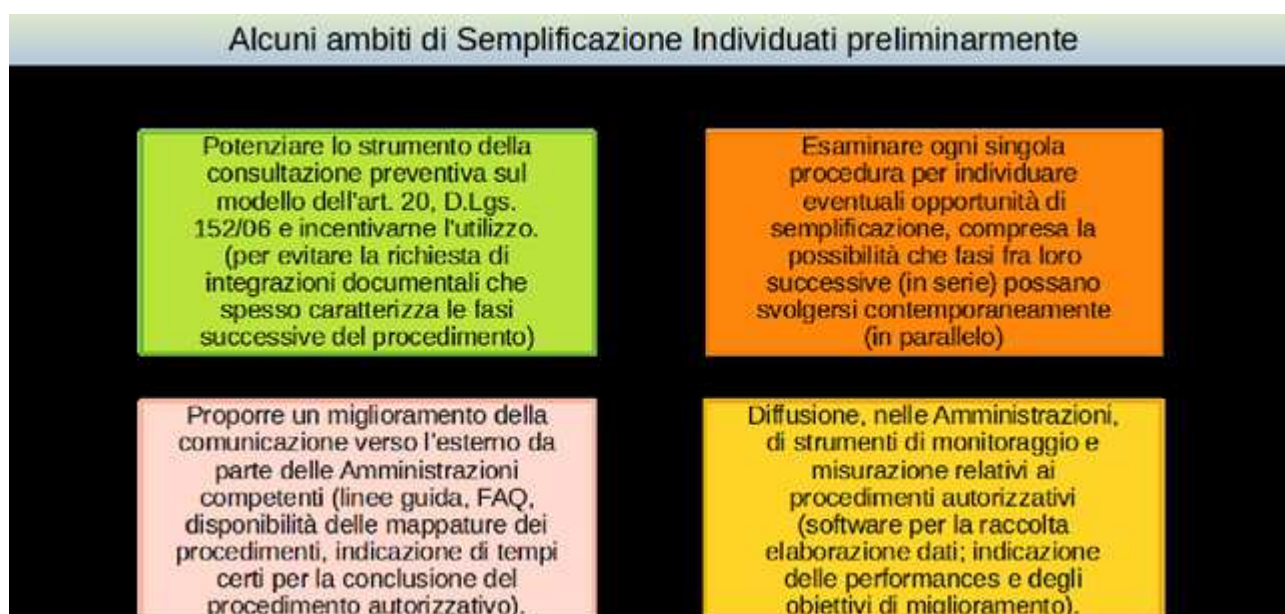 Alcuni ambiti di Semplificazione Individuati preliminarmente
Potenziare lo strumento della
consultazione preventiva sul
modello dell'art. 20, D.Lgs.
152/06 e incentivarne l'utilizzo.
(per evitare la richiesta di
integrazioni documentali che
spesso caratterizza le fasi
successive del procedimento)
Esaminare ogni singola
procedura per individuare
eventuali opportunità di
semplificazione, compresa la
possibilità che fasi fra loro
successive (in serie) possano
svolgersi contemporaneamente
(in parallelo)
Proporre un miglioramento della
comunicazione verso l'esterno da
parte delle Amministrazioni
competenti (linee guida, FAQ,
disponibilità delle mappature dei
procedimenti, indicazione di tempi
certi per la conclusione del
procedimento autorizzativo).
Diffusione, nelle Amministrazioni,
di strumenti di monitoraggio e
misurazione relativi ai
procedimenti autorizzativi
(software per la raccolta
elaborazione dati; indicazione
delle performances e degli
obiettivi di miglioramento).